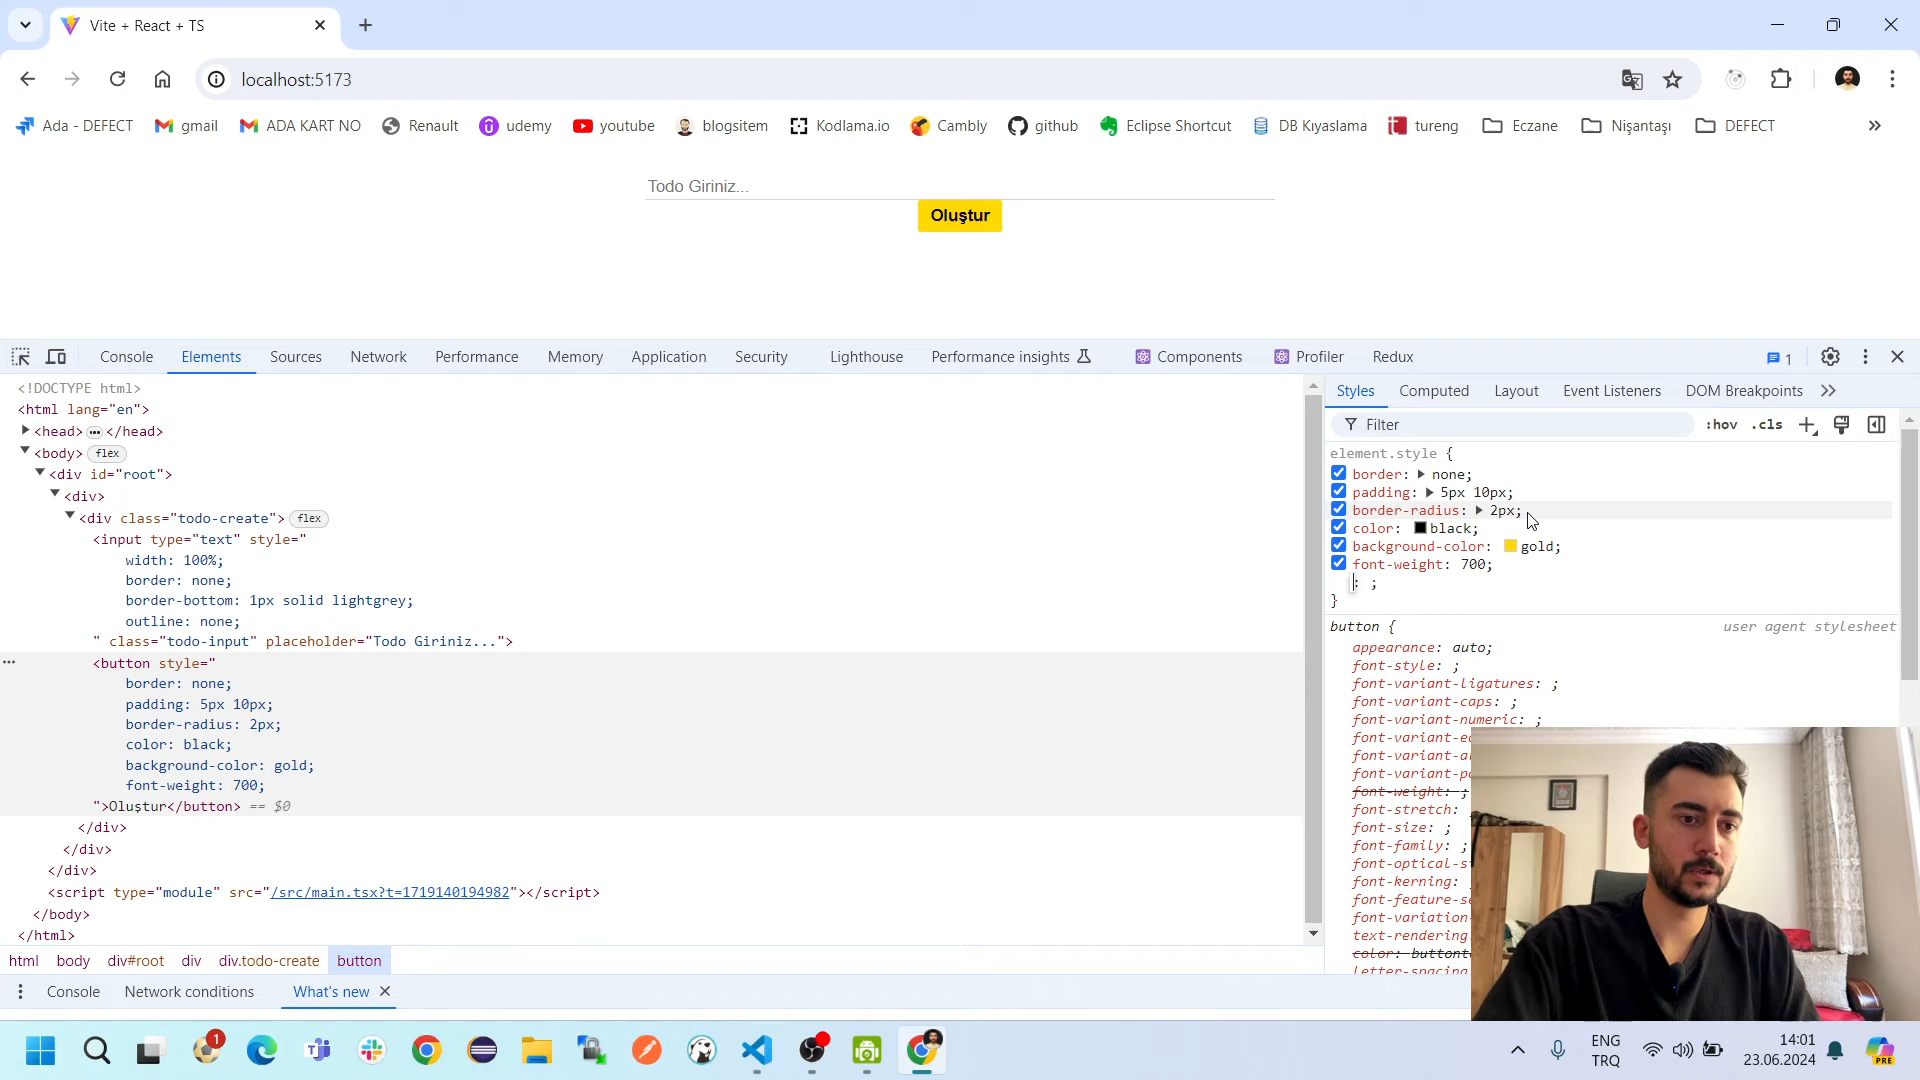 Vite + React + TS
localhost:5173
Ada - DEFECT
gmail
ADA KART NO
Renault
udemy
youtube
blogsitem
Kodlama.io
Cambly
github
Eclipse Shortcut
DB Kıyaslama
tureng
Eczane
Nişantaşı
DEFECT
Todo Giriniz...
Oluştur
Console
Elements
Sources
Network
Performance
Memory
Application
Security
Lighthouse
Performance insights
Components
Profiler
Redux
1
<!DOCTYPE html>
<html lang="en">
<head> ••• </head>
<body> flex
<div id="root">
<div>
<div class="todo-create"> flex
<input type="text" style="
width: 100%;
border: none;
border-bottom: 1px solid lightgrey;
outline: none;
" class="todo-input" placeholder="Todo Giriniz...">
<button style="
border: none;
padding: 5px 10px;
border-radius: 2px;
color: black;
background-color: gold;
font-weight: 700;
">Oluştur</button> == $0
</div>
</div>
</div>
<script type="module" src="/src/main.tsx?t=1719140194982"></script>
</body>
</html>
html
body
div#root
div
div.todo-create
button
Styles
Computed
Layout
Event Listeners
DOM Breakpoints
Filter
:hov
.cls
element.style {
border: none;
padding: 5px 10px;
border-radius: 2px;
color: black;
background-color: gold;
font-weight: 700;
: ;
}
button {
user agent stylesheet
appearance: auto;
font-style: ;
font-variant-ligatures: ;
font-variant-caps: ;
font-variant-numeric: ;
font-weight: ;
font-stretch:
font-size: ;
font-family: ;
font-kerning:
text-rendering
letter-spacing
Console
Network conditions
What's new
1
ENG
TRQ
14:01
23.06.2024
PRE